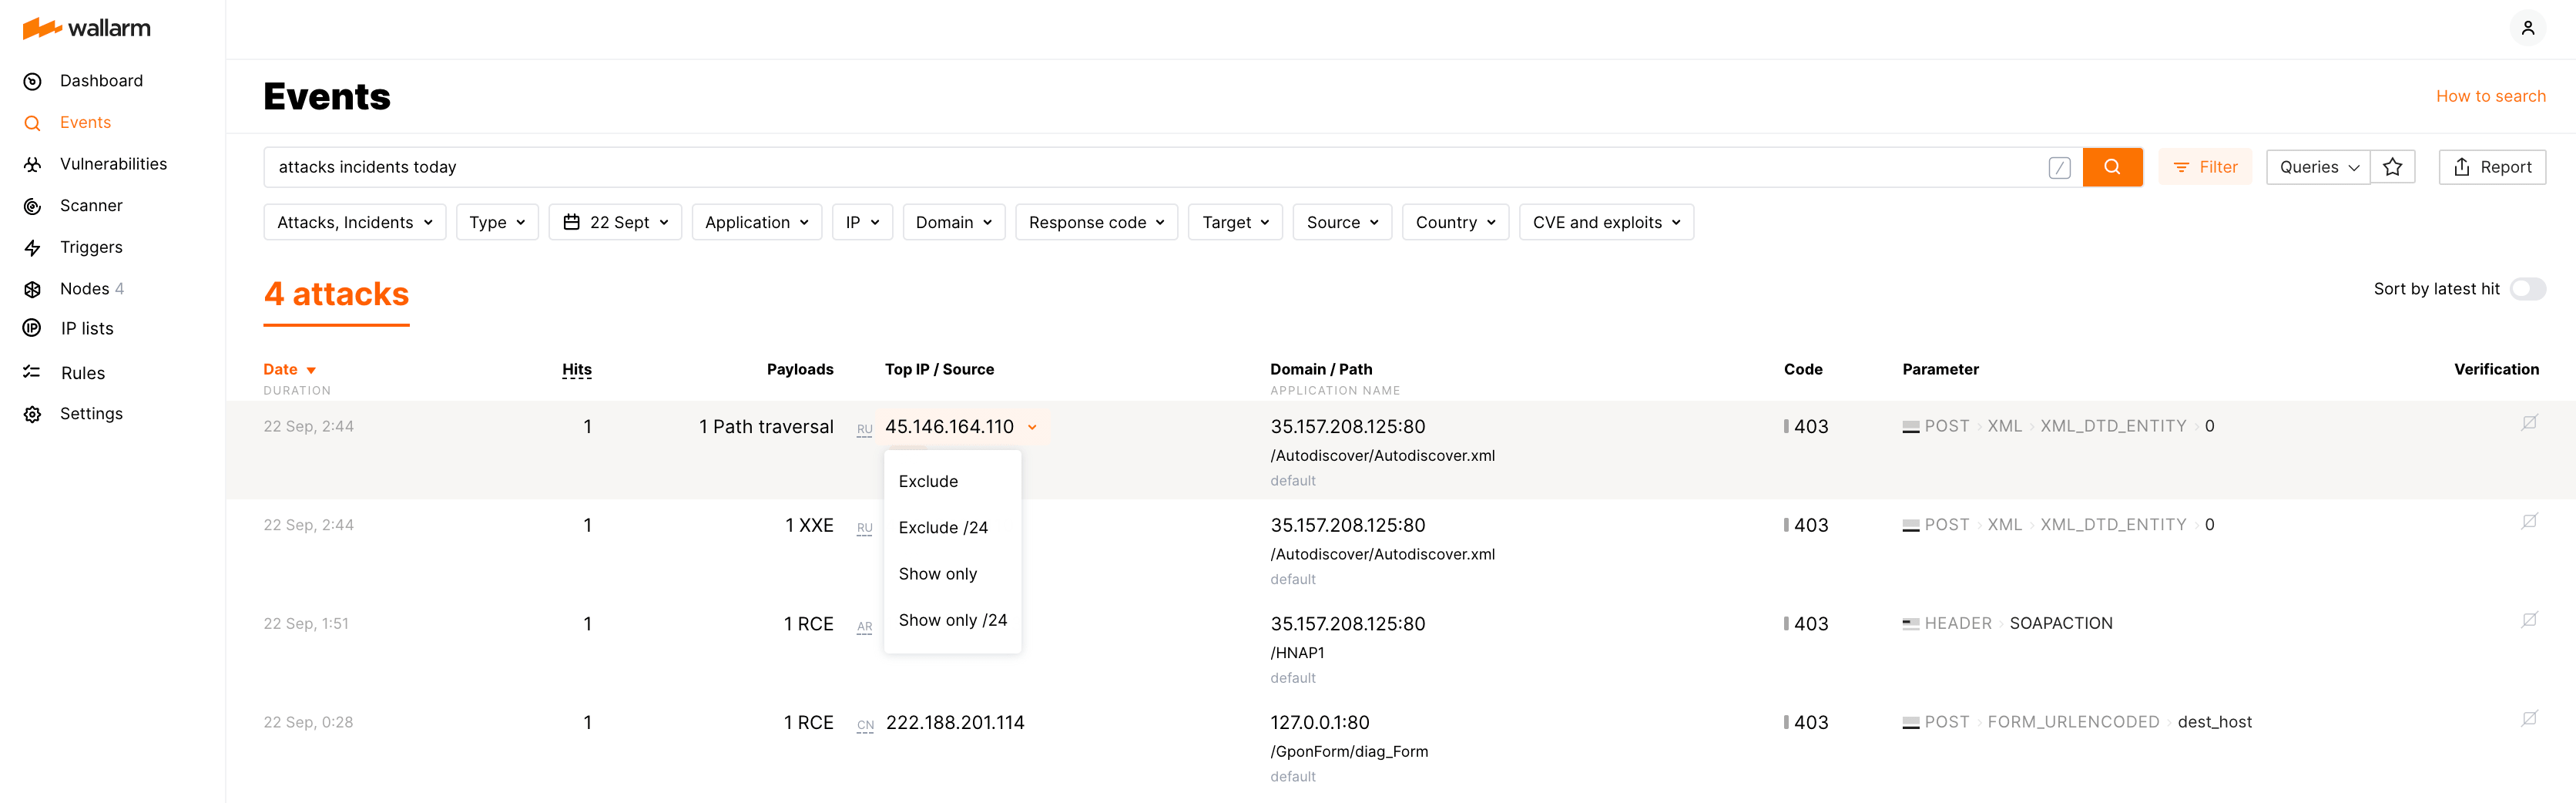 wallarm
Dashboard
Events
Vulnerabilities
Scanner
Triggers
Nodes 4
IP lists
Rules
Settings
Events
How to search
attacks incidents today
/
Filter
Queries
Report
Attacks, Incidents
Type
22 Sept
Application
IP
Domain
Response code
Target
Source
Country
CVE and exploits
4 attacks
Sort by latest hit
Date
DURATION
Hits
Payloads
Top IP / Source
Domain / Path
APPLICATION NAME
Code
Parameter
Verification
22 Sep, 2:44
1
1 Path traversal
RU
45.146.164.110
35.157.208.125:80
/Autodiscover/Autodiscover.xml
default
403
POST › XML › XML_DTD_ENTITY › 0
Exclude
Exclude /24
Show only
Show only /24
22 Sep, 2:44
1
1 XXE
RU
35.157.208.125:80
/Autodiscover/Autodiscover.xml
default
403
POST › XML › XML_DTD_ENTITY › 0
22 Sep, 1:51
1
1 RCE
AR
35.157.208.125:80
/HNAP1
default
403
HEADER › SOAPACTION
22 Sep, 0:28
1
1 RCE
CN
222.188.201.114
127.0.0.1:80
/GponForm/diag_Form
default
403
POST › FORM_URLENCODED › dest_host